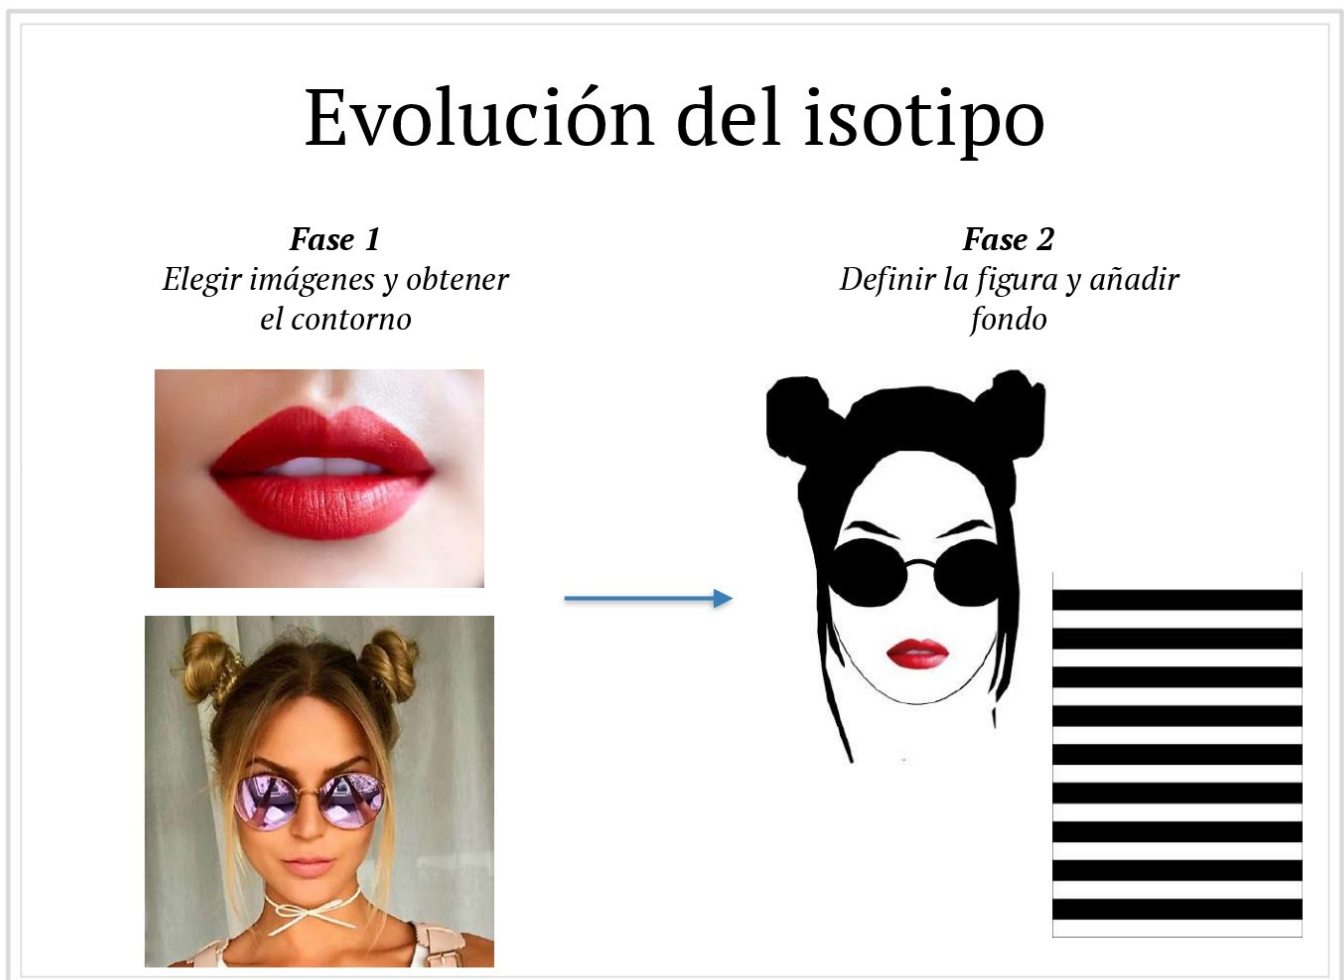 Evolución del isotipo
Fase 1
Elegir imágenes y obtener
el contorno
Fase 2
Definir la figura y añadir
fondo